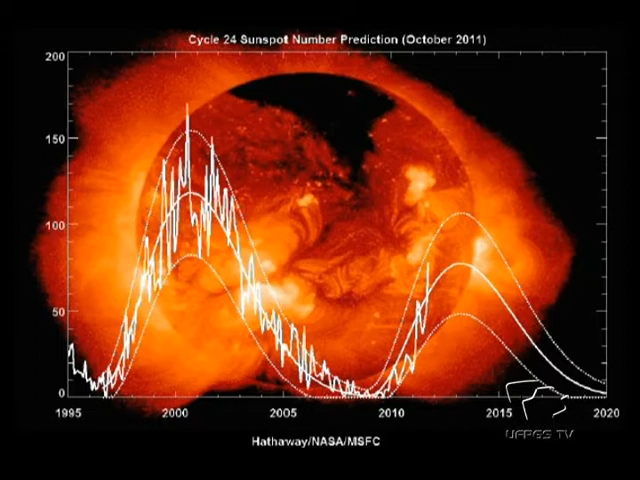 Cycle 24 Sunspot Number Prediction (October 2011)
200
150
100
50
0
1995 2000 2005 2010 2015 2020
Hathaway/NASA/MSFC
UFRGS TV